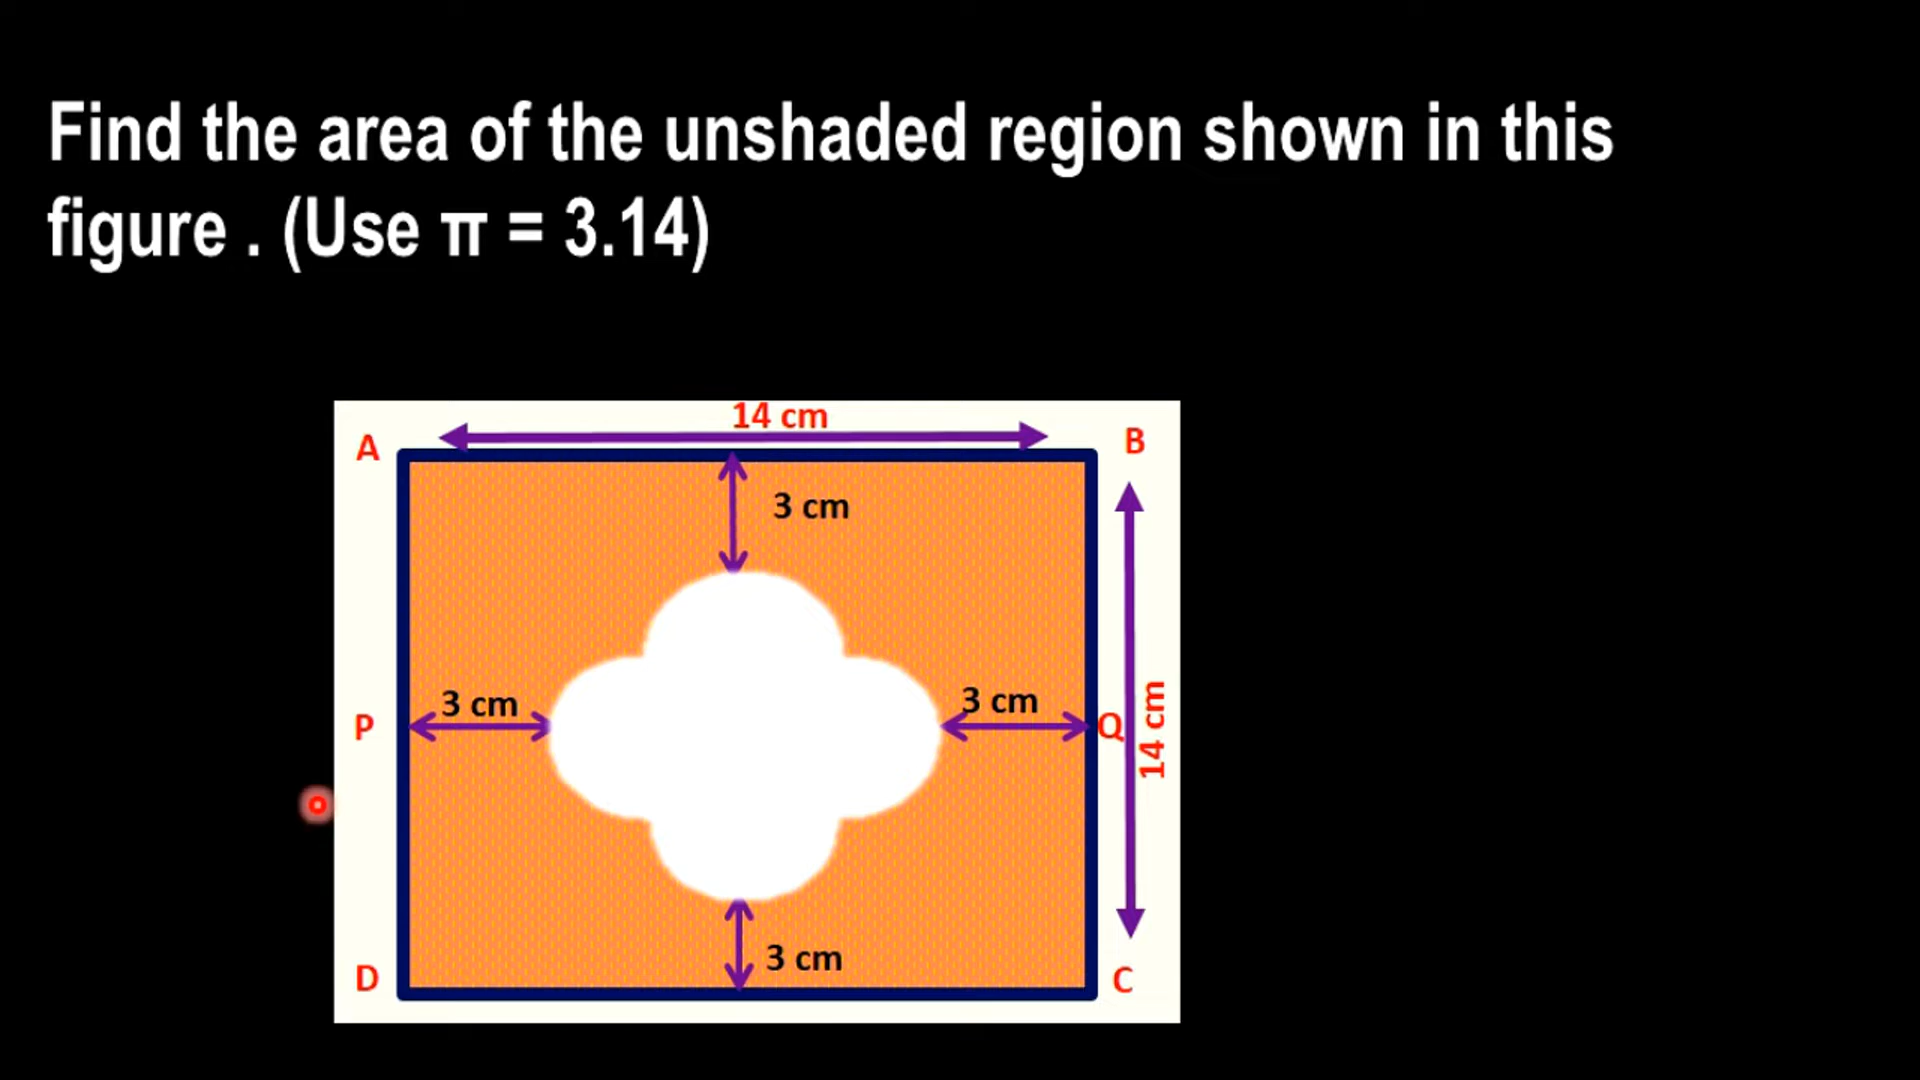 Find the area of the unshaded region shown in this
figure . (Use π = 3.14)
14 cm
A
B
3 cm
3 cm
3 cm
P
Q
14 cm
3 cm
D
C